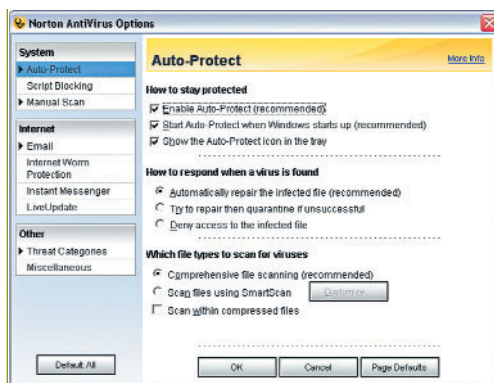 Norton AntiVirus Options
System
Auto-Protect
Script Blocking
Manual Scan
Internet
Email
Internet Worm
Protection
Instant Messenger
LiveUpdate
Other
Threat Categories
Miscellaneous
Default All
Auto-Protect
More Info
How to stay protected
Enable Auto-Protect (recommended)
Start Auto-Protect when Windows starts up (recommended)
Show the Auto-Protect icon in the tray
How to respond when a virus is found
Automatically repair the infected file (recommended)
Try to repair then quarantine if unsuccessful
Deny access to the infected file
Which file types to scan for viruses
Comprehensive file scanning (recommended)
Scan files using SmartScan
Customize...
Scan within compressed files
OK
Cancel
Page Defaults